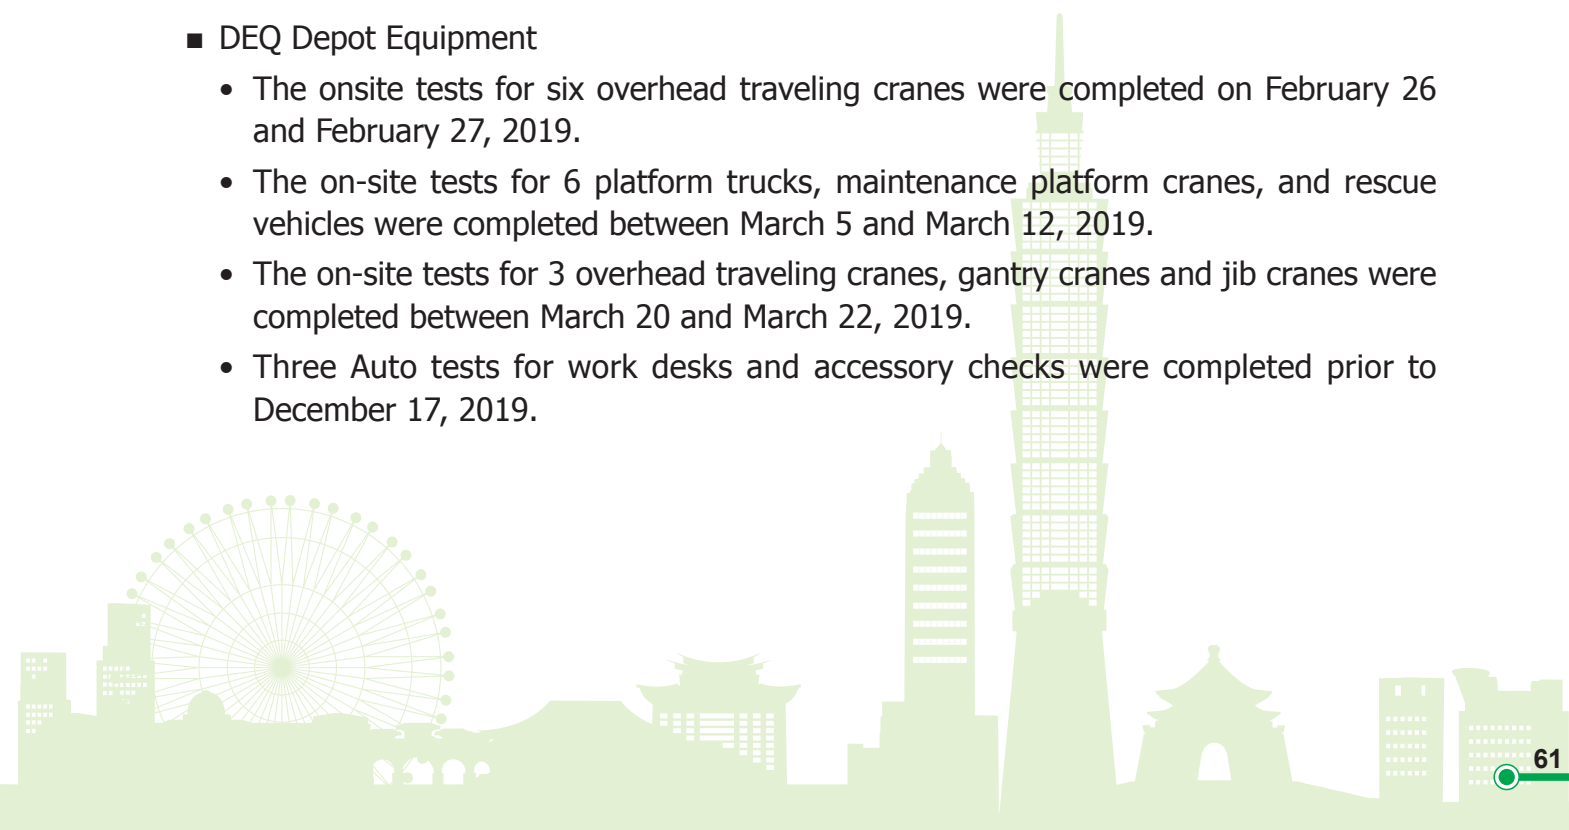 ■ DEQ Depot Equipment
• The onsite tests for six overhead traveling cranes were completed on February 26
and February 27, 2019.
• The on-site tests for 6 platform trucks, maintenance platform cranes, and rescue
vehicles were completed between March 5 and March 12, 2019.
• The on-site tests for 3 overhead traveling cranes, gantry cranes and jib cranes were
completed between March 20 and March 22, 2019.
• Three Auto tests for work desks and accessory checks were completed prior to
December 17, 2019.
61